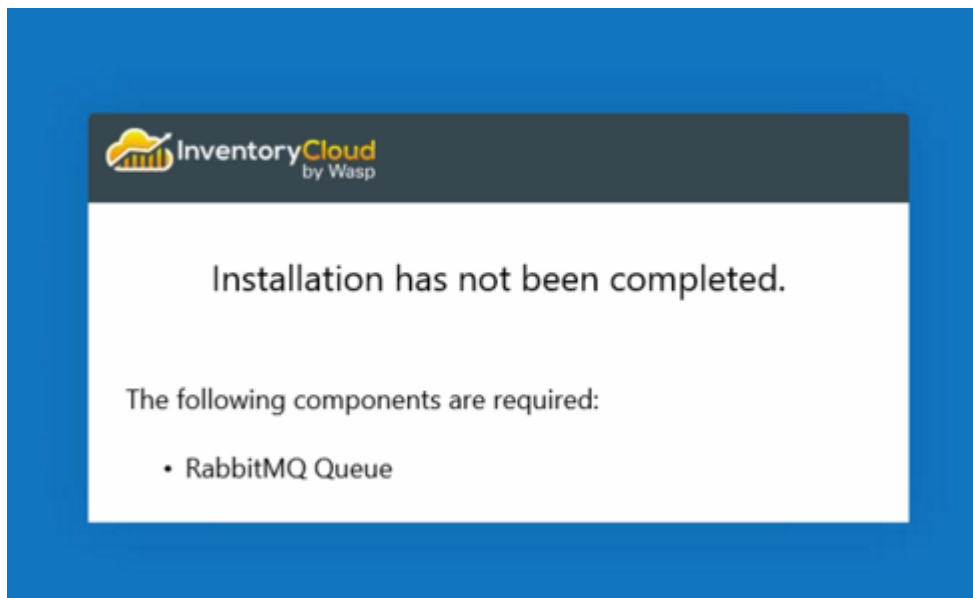 InventoryCloud
by Wasp
Installation has not been completed.
The following components are required:
• RabbitMQ Queue